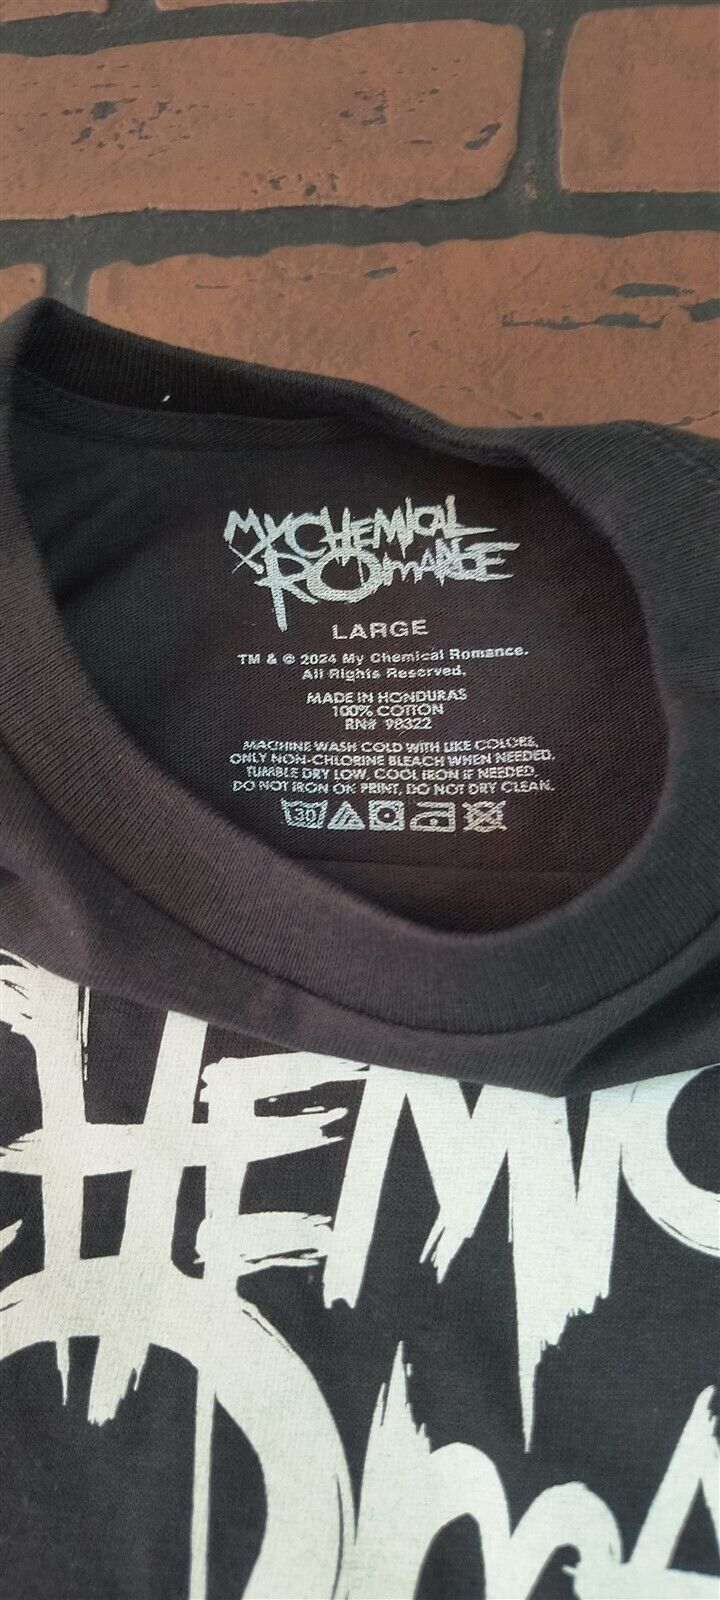 MY CHEMICAL
ROMANCE
LARGE
TM & © 2024 My Chemical Romance.
All Rights Reserved.
MADE IN HONDURAS
100% COTTON
RN# 98322
MACHINE WASH COLD WITH LIKE COLORS,
ONLY NON-CHLORINE BLEACH WHEN NEEDED,
TUMBLE DRY LOW, COOL IRON IF NEEDED,
DO NOT IRON ON PRINT, DO NOT DRY CLEAN.
30
CHEMIC
Om